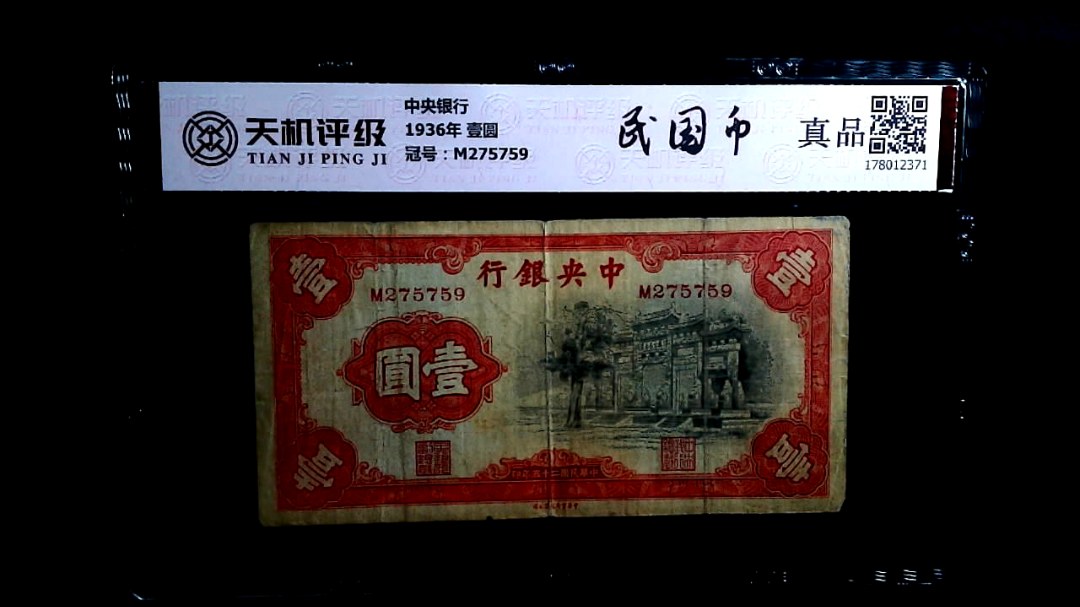 天机评级
TIAN JI PING JI
中央银行
1936年 壹圆
冠号：M275759
民国币
真品
178012371
行銀央中
M275759
M275759
圓壹
壹
壹
壹
壹